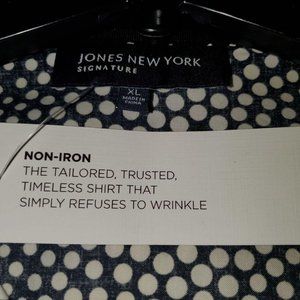 JONES NEW YORK
SIGNATURE
XL
MADE IN
CHINA
NON-IRON
THE TAILORED, TRUSTED,
TIMELESS SHIRT THAT
SIMPLY REFUSES TO WRINKLE